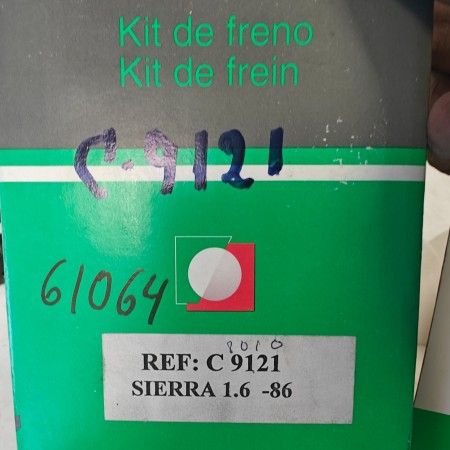 Kit de freno
Kit de frein
C-9121
61064
8010
REF: C 9121
SIERRA 1.6 -86